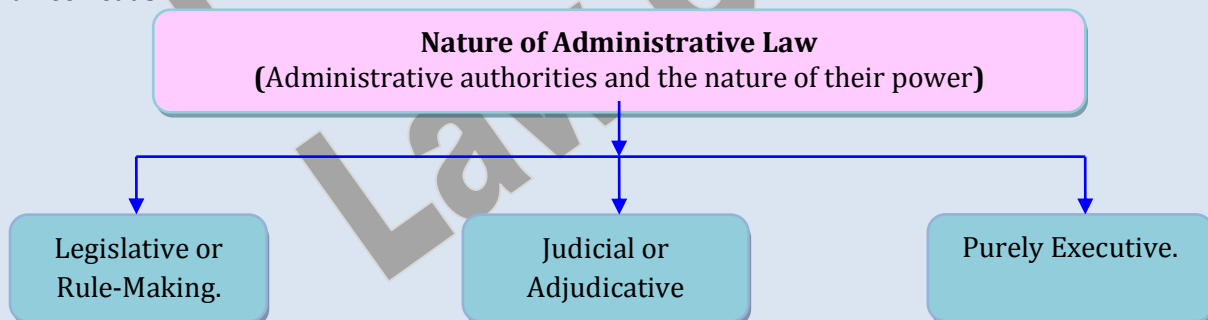 Nature of Administrative Law
(Administrative authorities and the nature of their power)
Legislative or
Rule-Making.
Judicial or
Adjudicative
Purely Executive.
Law